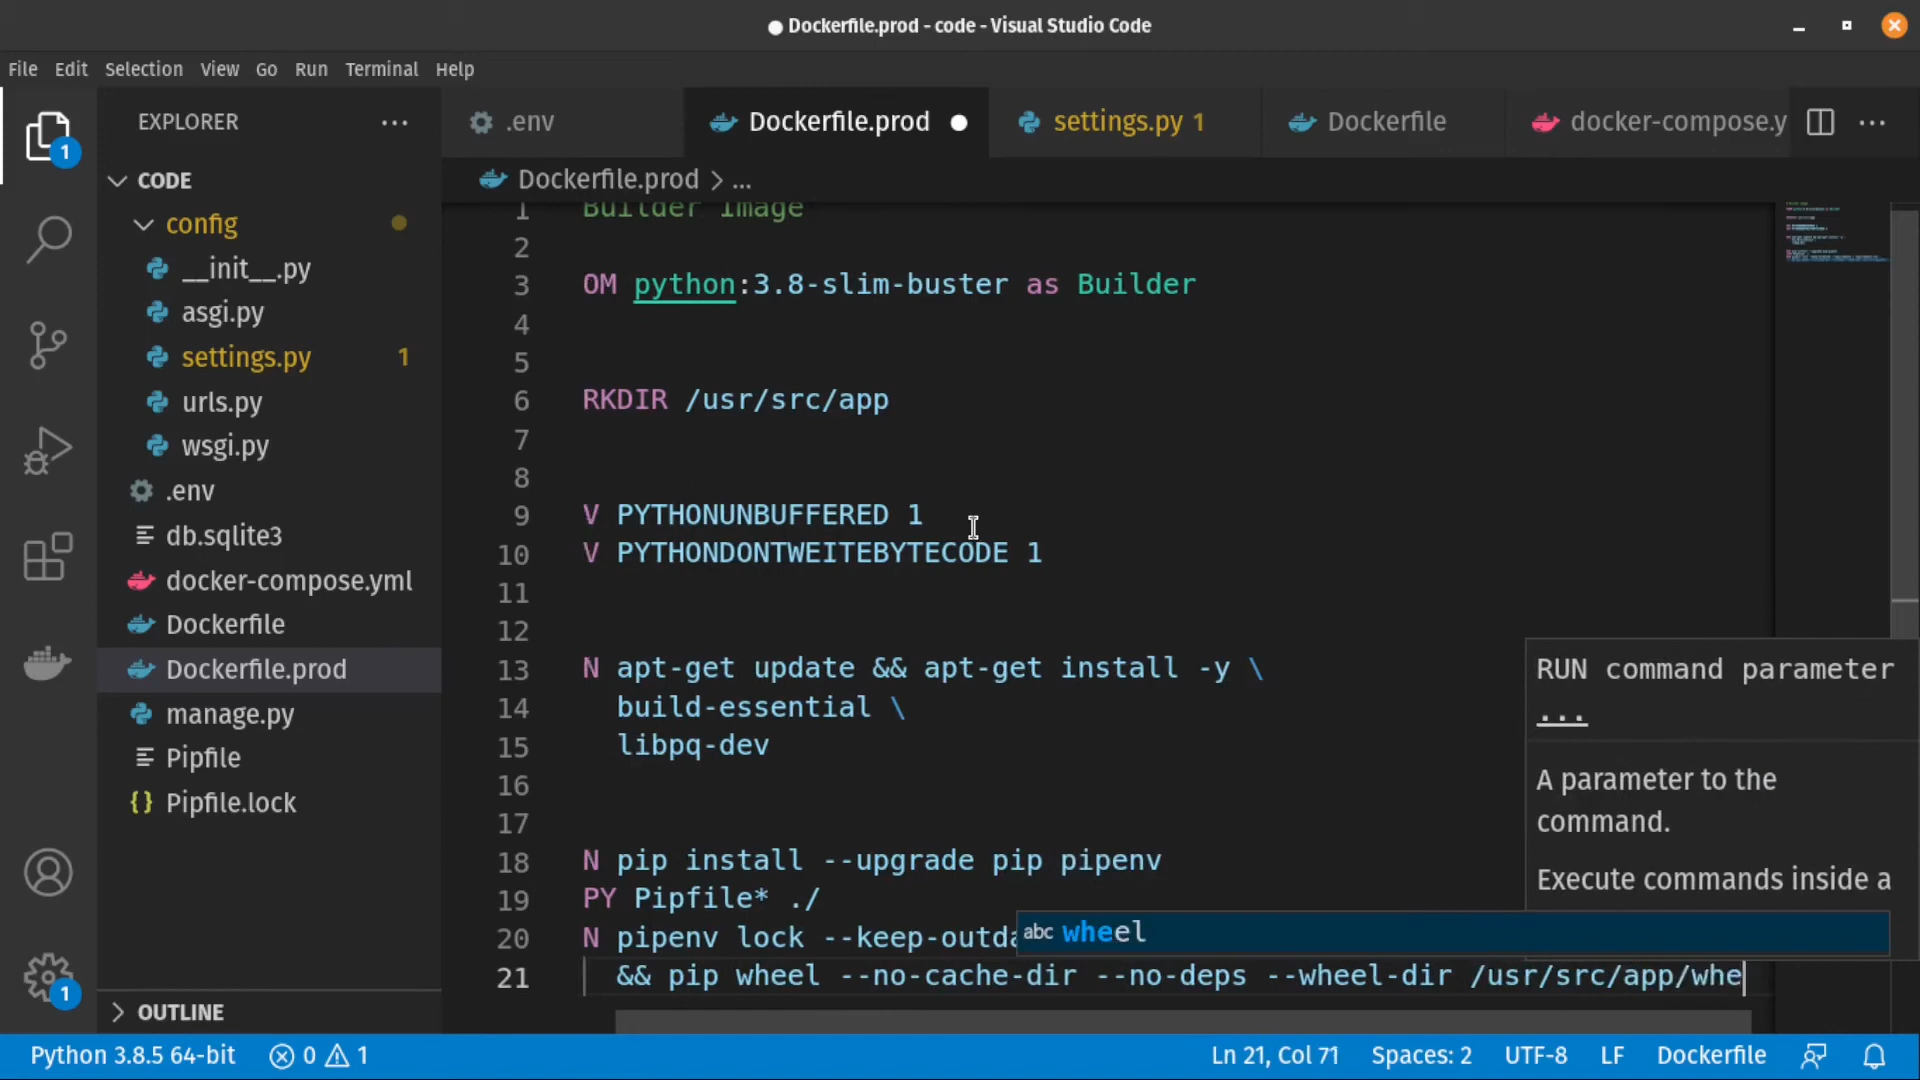 Dockerfile.prod - code - Visual Studio Code
File Edit Selection View Go Run Terminal Help
EXPLORER
.env
Dockerfile.prod
settings.py 1
Dockerfile
docker-compose.y
Dockerfile.prod > ...
1
CODE
config
__init__.py
asgi.py
settings.py 1
urls.py
wsgi.py
.env
db.sqlite3
docker-compose.yml
Dockerfile
Dockerfile.prod
manage.py
Pipfile
Pipfile.lock
OUTLINE
1
1 Builder Image
2
3 OM python:3.8-slim-buster as Builder
4
5
6 RKDIR /usr/src/app
7
8
9 V PYTHONUNBUFFERED 1
10 V PYTHONDONTWEITEBYTECODE 1
11
12
13 N apt-get update && apt-get install -y \
14 build-essential \
15 libpq-dev
16
17
18 N pip install --upgrade pip pipenv
19 PY Pipfile* ./
20 N pipenv lock --keep-outda
21 && pip wheel --no-cache-dir --no-deps --wheel-dir /usr/src/app/whe
abc wheel
RUN command parameter
...
A parameter to the
command.
Execute commands inside a
Python 3.8.5 64-bit 0 1 Ln 21, Col 71 Spaces: 2 UTF-8 LF Dockerfile